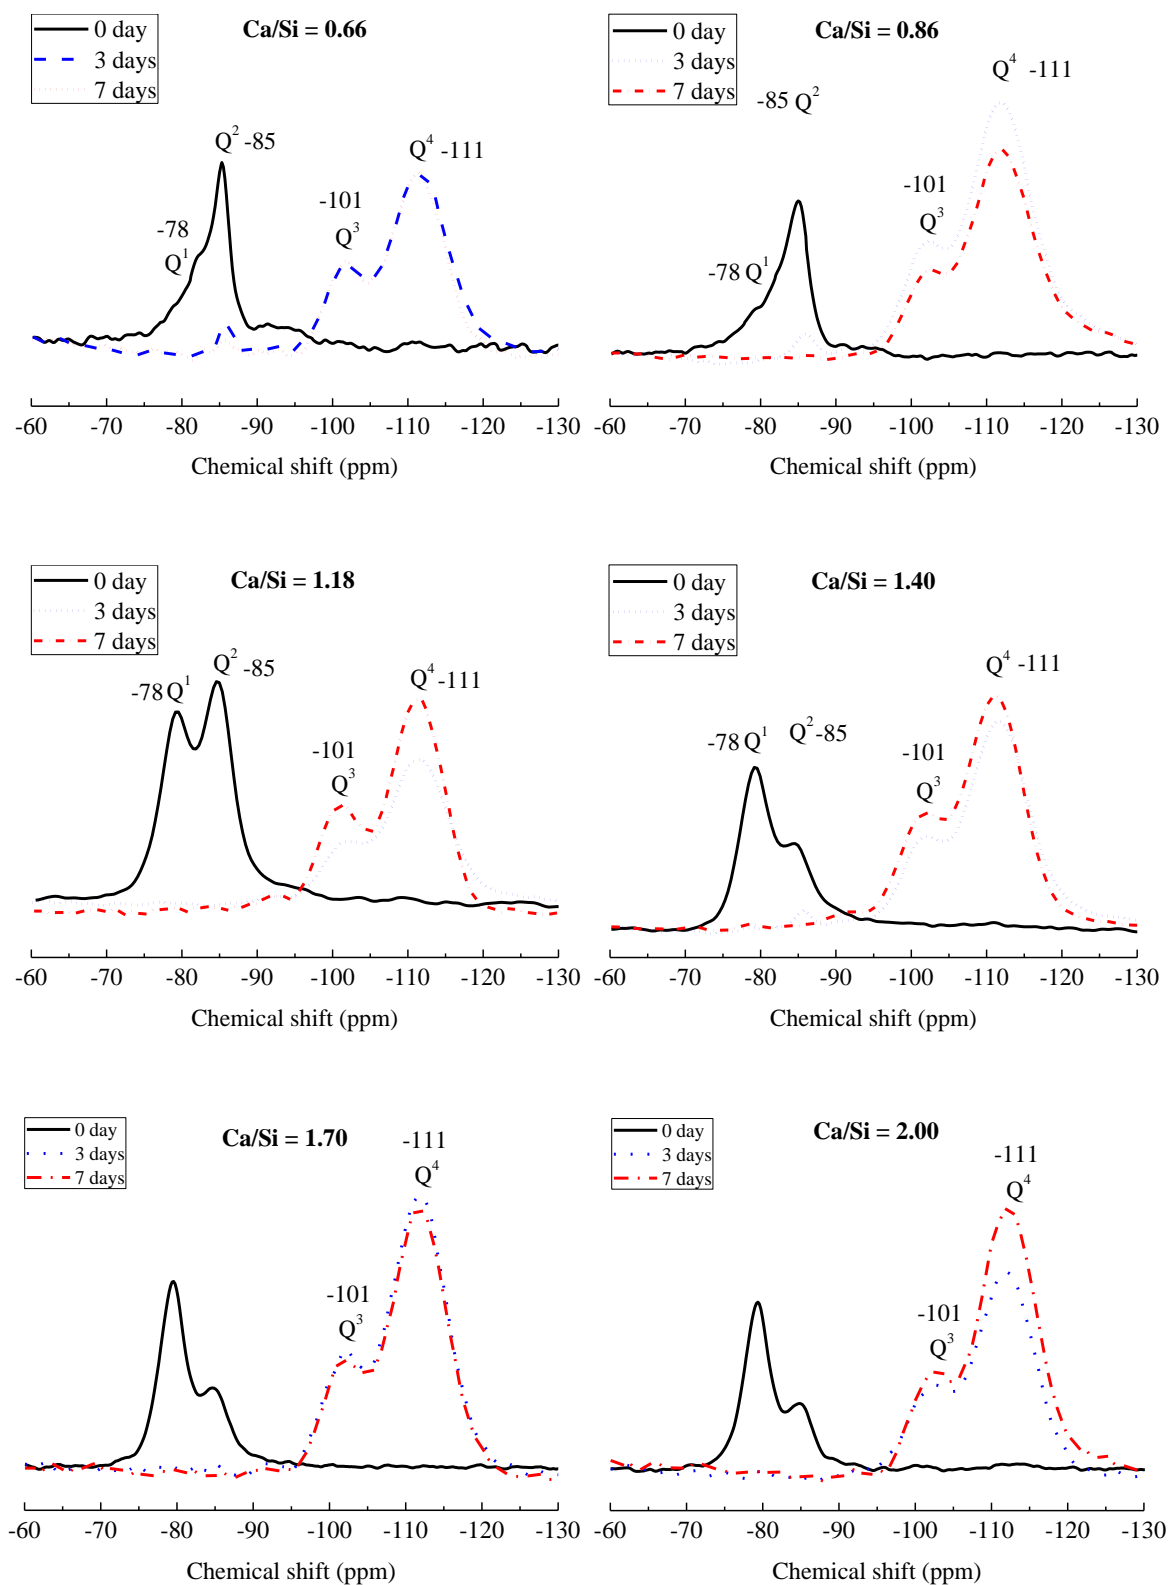 0 day
3 days
7 days
Ca/Si = 0.66
Q² -85
-78
Q¹
-101
Q³
Q⁴ -111
-60 -70 -80 -90 -100 -110 -120 -130
Chemical shift (ppm)
0 day
3 days
7 days
Ca/Si = 0.86
Q⁴ -111
-85 Q²
-101
Q³
-78 Q¹
-60 -70 -80 -90 -100 -110 -120 -130
Chemical shift (ppm)
0 day
3 days
7 days
Ca/Si = 1.18
Q² -85
-78 Q¹
Q⁴ -111
-101
Q³
-60 -70 -80 -90 -100 -110 -120 -130
Chemical shift (ppm)
0 day
3 days
7 days
Ca/Si = 1.40
Q⁴ -111
-78 Q¹
Q² -85
-101
Q³
-60 -70 -80 -90 -100 -110 -120 -130
Chemical shift (ppm)
0 day
3 days
7 days
Ca/Si = 1.70
-111
Q⁴
-101
Q³
-60 -70 -80 -90 -100 -110 -120 -130
Chemical shift (ppm)
0 day
3 days
7 days
Ca/Si = 2.00
-111
Q⁴
-101
Q³
-60 -70 -80 -90 -100 -110 -120 -130
Chemical shift (ppm)